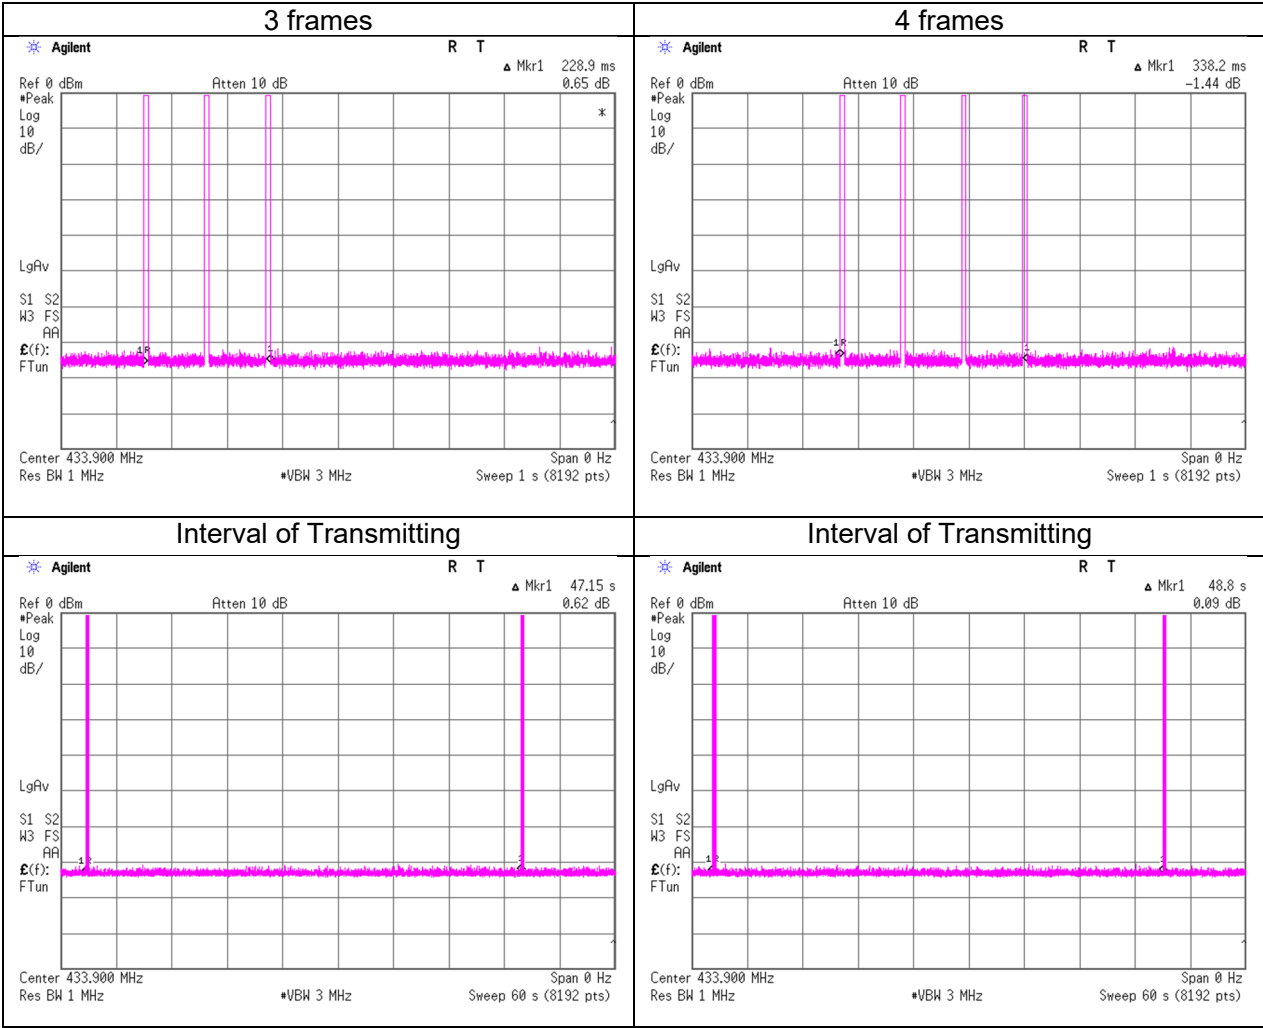 3 frames
Agilent R T
Δ Mkr1 228.9 ms
Ref 0 dBm Atten 10 dB 0.65 dB
#Peak
Log
10
dB/
*
LgAv
S1 S2
W3 FS
AA
£(f):
FTun
1R
1
Center 433.900 MHz Span 0 Hz
Res BW 1 MHz #VBW 3 MHz Sweep 1 s (8192 pts)
4 frames
Agilent R T
Δ Mkr1 338.2 ms
Ref 0 dBm Atten 10 dB -1.44 dB
#Peak
Log
10
dB/
LgAv
S1 S2
W3 FS
AA
£(f):
FTun
1R
1
Center 433.900 MHz Span 0 Hz
Res BW 1 MHz #VBW 3 MHz Sweep 1 s (8192 pts)
Interval of Transmitting
Agilent R T
Δ Mkr1 47.15 s
Ref 0 dBm Atten 10 dB 0.62 dB
#Peak
Log
10
dB/
LgAv
S1 S2
W3 FS
AA
£(f):
FTun
1
Center 433.900 MHz Span 0 Hz
Res BW 1 MHz #VBW 3 MHz Sweep 60 s (8192 pts)
Interval of Transmitting
Agilent R T
Δ Mkr1 48.8 s
Ref 0 dBm Atten 10 dB 0.09 dB
#Peak
Log
10
dB/
LgAv
S1 S2
W3 FS
AA
£(f):
FTun
1
Center 433.900 MHz Span 0 Hz
Res BW 1 MHz #VBW 3 MHz Sweep 60 s (8192 pts)